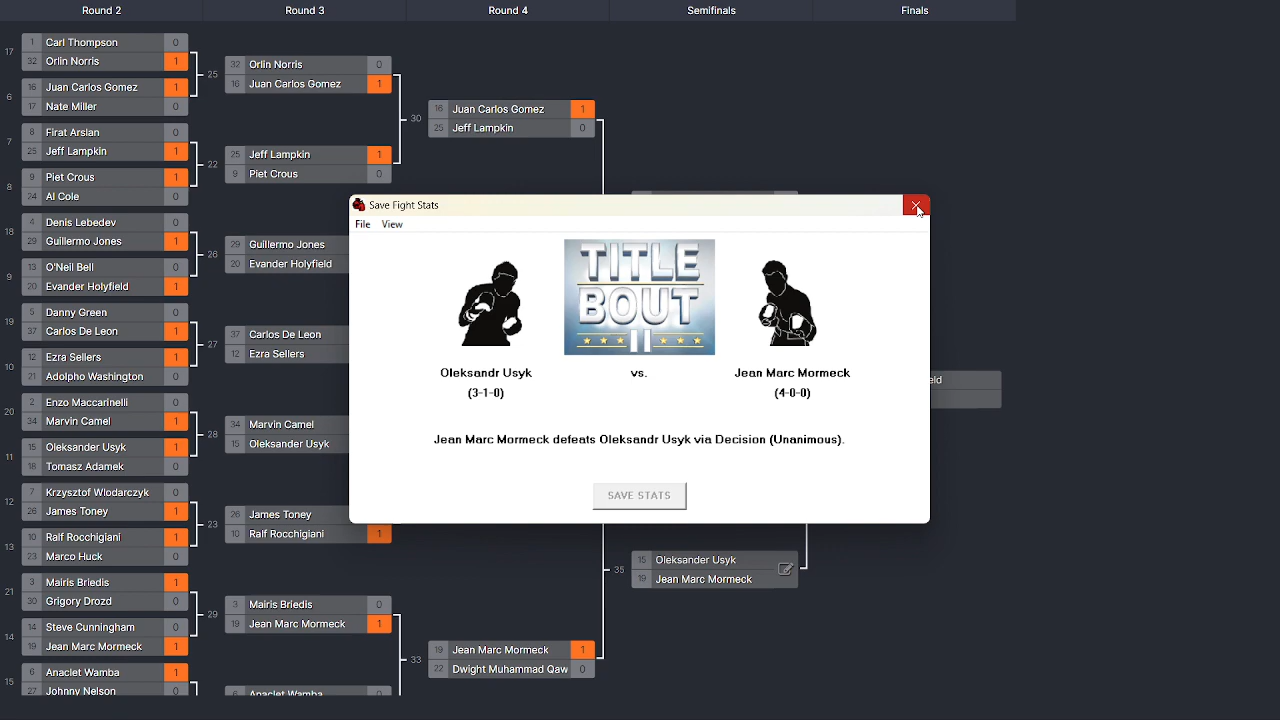 Round 2
Round 3
Round 4
Semifinals
Finals
17
1 Carl Thompson 0
32 Orlin Norris 1
6
16 Juan Carlos Gomez 1
17 Nate Miller 0
7
8 Firat Arslan 0
25 Jeff Lampkin 1
8
9 Piet Crous 1
24 Al Cole 0
18
4 Denis Lebedev 0
29 Guillermo Jones 1
9
13 O'Neil Bell 0
20 Evander Holyfield 1
19
5 Danny Green 0
37 Carlos De Leon 1
10
12 Ezra Sellers 1
21 Adolpho Washington 0
20
2 Enzo Maccarinelli 0
34 Marvin Camel 1
11
15 Oleksander Usyk 1
18 Tomasz Adamek 0
12
7 Krzysztof Wlodarczyk 0
26 James Toney 1
13
10 Ralf Rocchigiani 1
23 Marco Huck 0
21
3 Mairis Briedis 1
30 Grigory Drozd 0
14
14 Steve Cunningham 0
19 Jean Marc Mormeck 1
15
6 Anaclet Wamba 1
27 Johnny Nelson 0
25
32 Orlin Norris 0
16 Juan Carlos Gomez 1
22
25 Jeff Lampkin 1
9 Piet Crous 0
26
29 Guillermo Jones
20 Evander Holyfield
27
37 Carlos De Leon
12 Ezra Sellers
28
34 Marvin Camel
15 Oleksander Usyk
23
26 James Toney
10 Ralf Rocchigiani 1
29
3 Mairis Briedis 0
19 Jean Marc Mormeck 1
6 Anaclet Wamba 0
30
16 Juan Carlos Gomez 1
25 Jeff Lampkin 0
33
19 Jean Marc Mormeck 1
22 Dwight Muhammad Qaw 0
35
15 Oleksander Usyk
19 Jean Marc Mormeck
eld
Save Fight Stats
File View
TITLE
BOUT
II
Oleksandr Usyk vs. Jean Marc Mormeck
(3-1-0) (4-0-0)
Jean Marc Mormeck defeats Oleksandr Usyk via Decision (Unanimous).
SAVE STATS